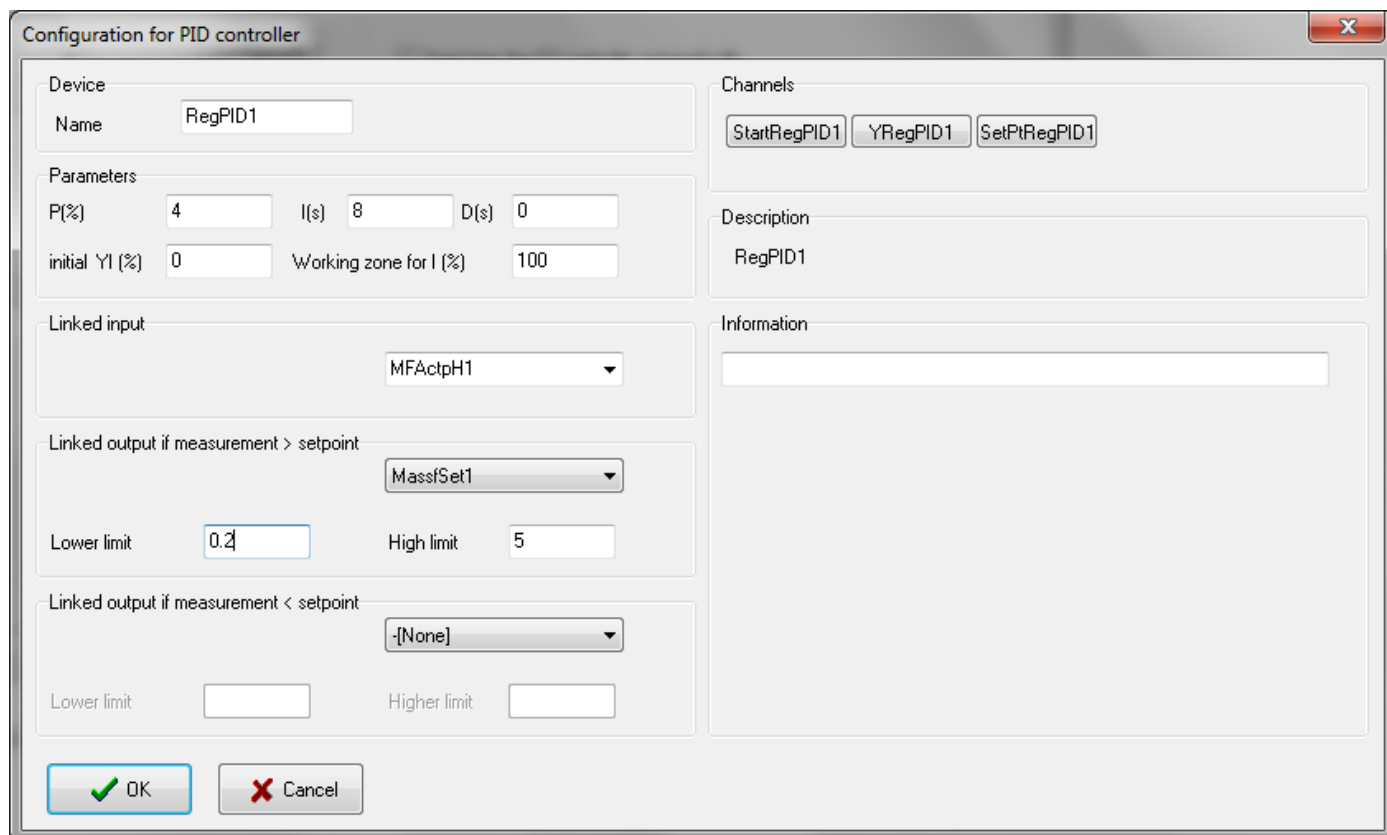 Configuration for PID controller
Device
Name RegPID1
Parameters
P(%) 4 I(s) 8 D(s) 0
initial YI (%) 0 Working zone for I (%) 100
Linked input
MFActpH1
Linked output if measurement > setpoint
MassfSet1
Lower limit 0.2 High limit 5
Linked output if measurement < setpoint
-[None]
Lower limit Higher limit
OK Cancel
Channels
StartRegPID1 YRegPID1 SetPtRegPID1
Description
RegPID1
Information